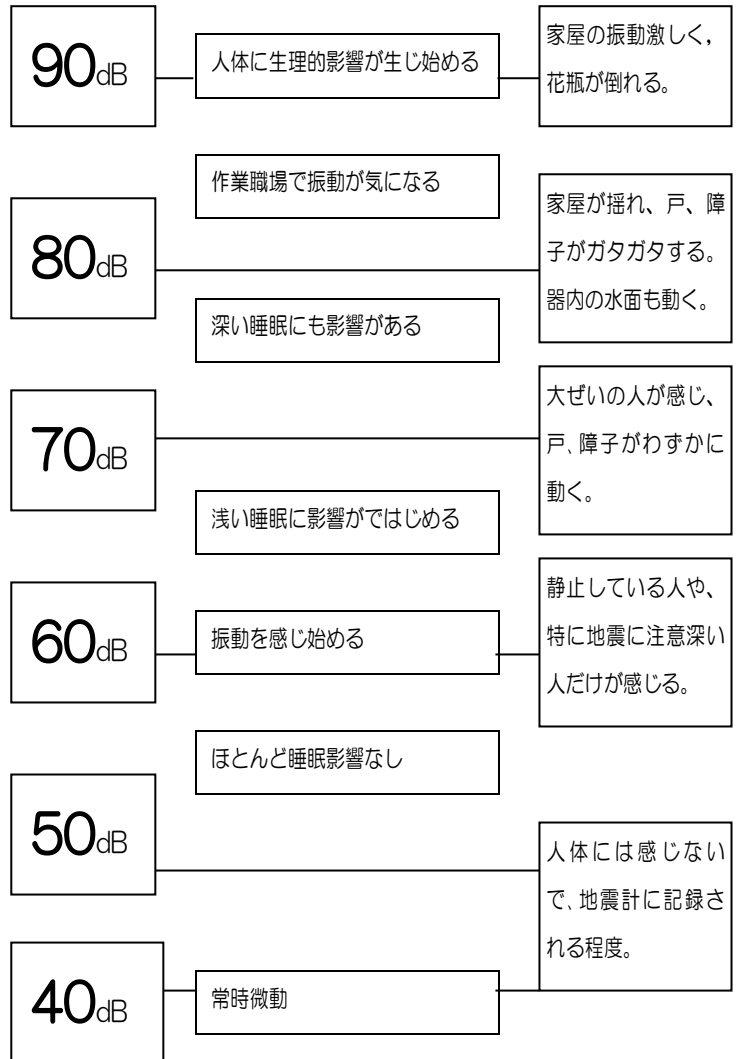 90dB
人体に生理的影響が生じ始める
家屋の振動激しく，
花瓶が倒れる。
作業職場で振動が気になる
80dB
家屋が揺れ、戸、障
子がガタガタする。
器内の水面も動く。
深い睡眠にも影響がある
70dB
大ぜいの人が感じ、
戸、障子がわずかに
動く。
浅い睡眠に影響がではじめる
60dB
振動を感じ始める
静止している人や、
特に地震に注意深い
人だけが感じる。
ほとんど睡眠影響なし
50dB
人体には感じない
で、地震計に記録さ
れる程度。
40dB
常時微動